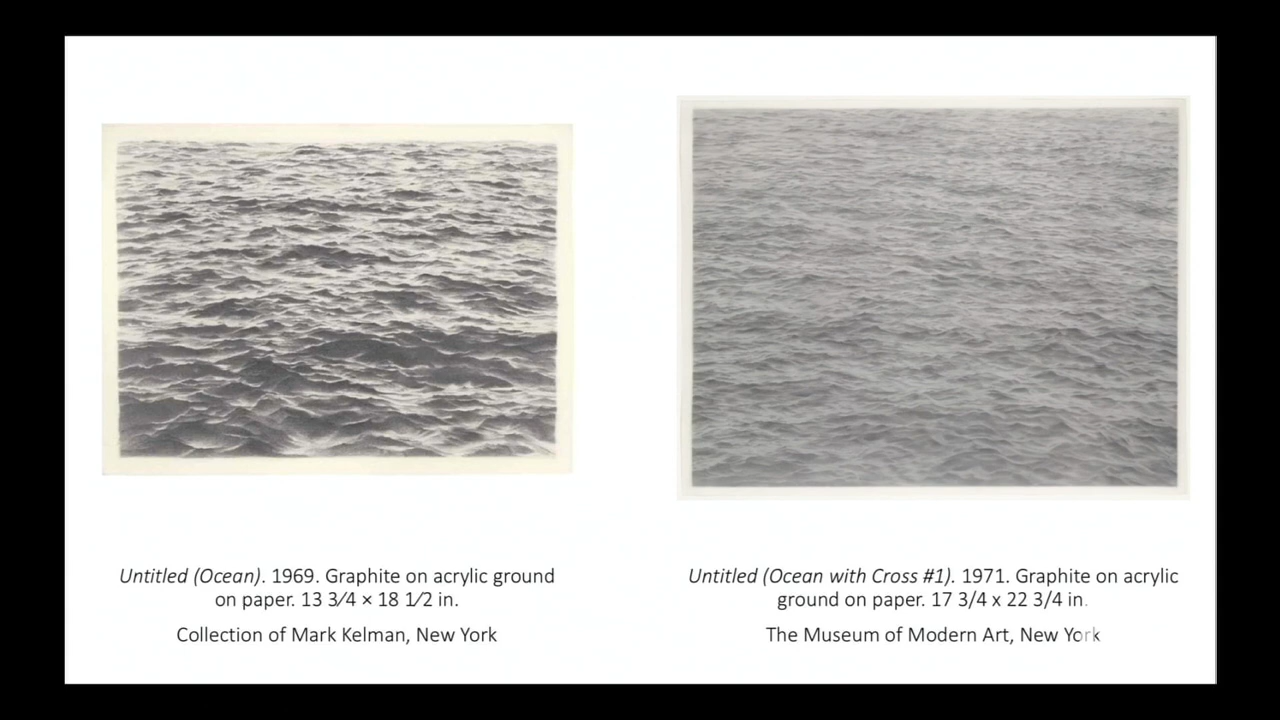 Untitled (Ocean). 1969. Graphite on acrylic ground
on paper. 13 3⁄4 × 18 1⁄2 in.
Collection of Mark Kelman, New York
Untitled (Ocean with Cross #1). 1971. Graphite on acrylic
ground on paper. 17 3/4 x 22 3/4 in.
The Museum of Modern Art, New York